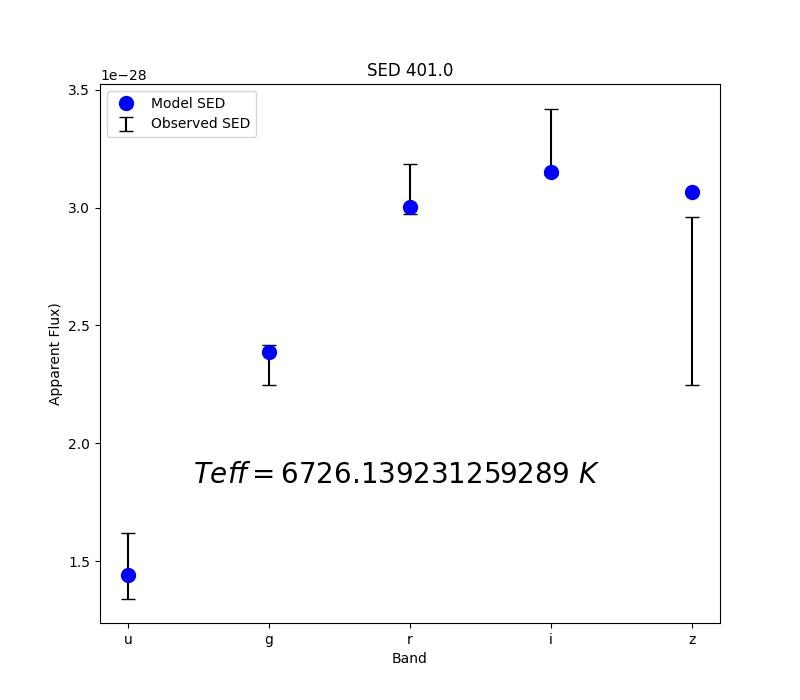 SED 401.0
1e−28
Model SED
Observed SED
3.5
3.0
2.5
2.0
1.5
Apparent Flux)
Teff = 6726.139231259289 K
u g r i z
Band